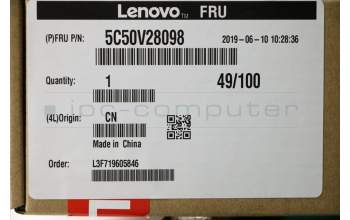 Lenovo™ FRU
(P)FRU P/N: 5C50V28098 2019-06-10 10:28:36
Quantity: 1 49/100
ipc-computer
(4L)Origin: CN
Made in China
Order: L3F719605846